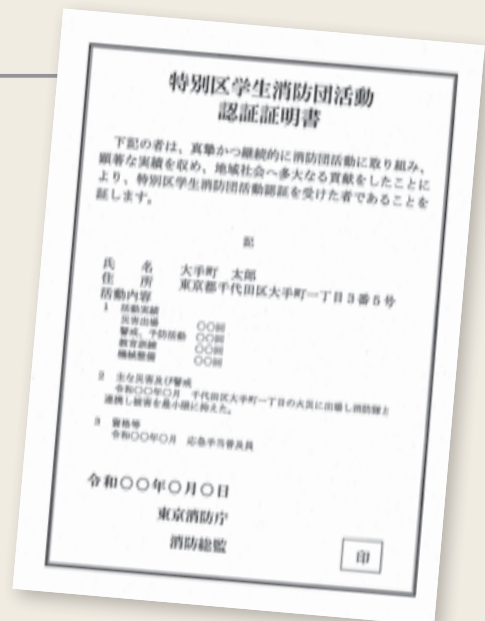 特別区学生消防団活動
認証証明書
下記の者は、真摯かつ継続的に消防団活動に取り組み、
顕著な実績を収め、地域社会へ多大なる貢献をしたことに
より、特別区学生消防団活動認証を受けた者であることを
証します。
記
氏　名　大手町　太郎
住　所　東京都千代田区大手町一丁目3番5号
活動内容
1　活動実績
災害出場　〇〇回
警戒、予防活動　〇〇回
教育訓練　〇〇回
機械整備　〇〇回
2　主な災害及び警戒
令和〇〇年〇月　千代田区大手町一丁目の火災に出場し消防隊と
連携し被害を最小限に抑えた。
3　資格等
令和〇〇年〇月　応急手当普及員
令和〇〇年〇月〇日
東京消防庁
消防総監
印